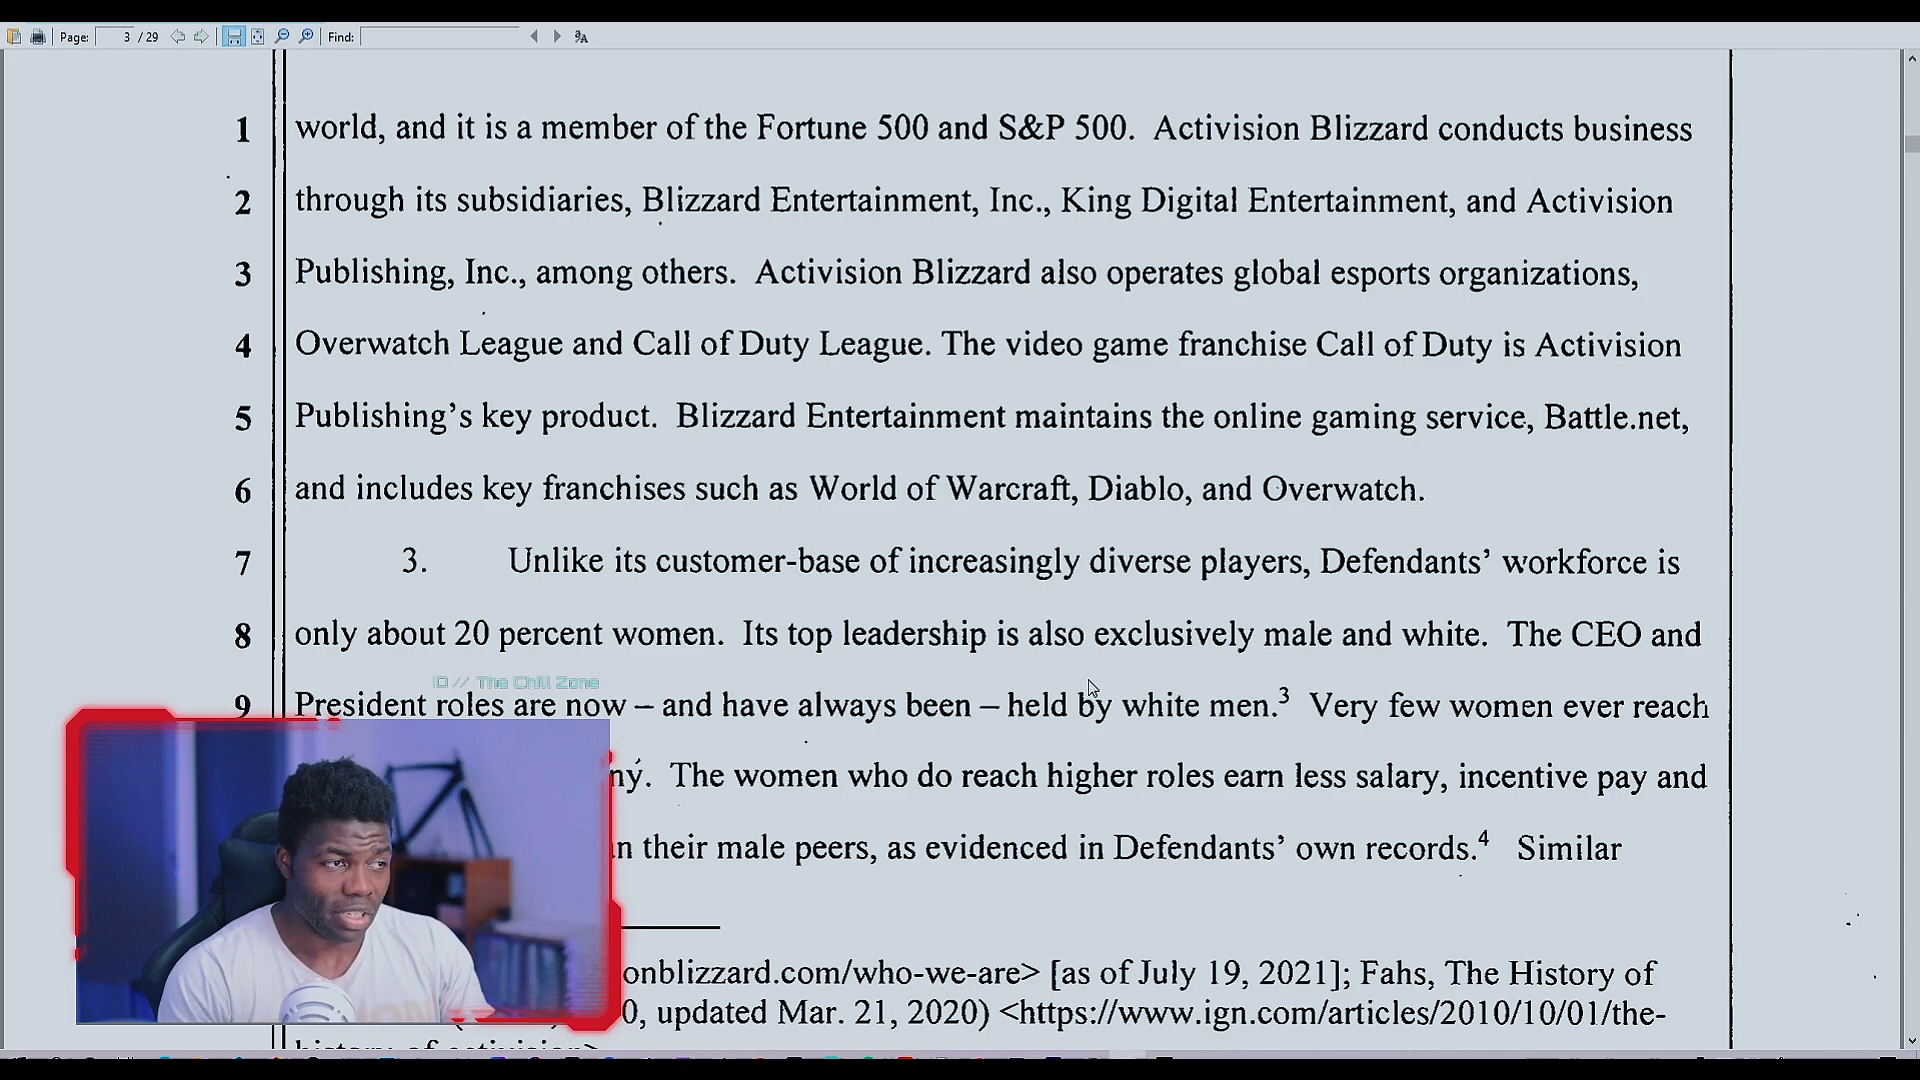 Page: 3 / 29 Find:
1 world, and it is a member of the Fortune 500 and S&P 500. Activision Blizzard conducts business
2 through its subsidiaries, Blizzard Entertainment, Inc., King Digital Entertainment, and Activision
3 Publishing, Inc., among others. Activision Blizzard also operates global esports organizations,
4 Overwatch League and Call of Duty League. The video game franchise Call of Duty is Activision
5 Publishing’s key product. Blizzard Entertainment maintains the online gaming service, Battle.net,
6 and includes key franchises such as World of Warcraft, Diablo, and Overwatch.
7 3. Unlike its customer-base of increasingly diverse players, Defendants’ workforce is
8 only about 20 percent women. Its top leadership is also exclusively male and white. The CEO and
// The Chill Zone
9 President roles are now – and have always been – held by white men.3 Very few women ever reach
ny. The women who do reach higher roles earn less salary, incentive pay and
n their male peers, as evidenced in Defendants’ own records.4 Similar
onblizzard.com/who-we-are> [as of July 19, 2021]; Fahs, The History of
0, updated Mar. 21, 2020) <https://www.ign.com/articles/2010/10/01/the-